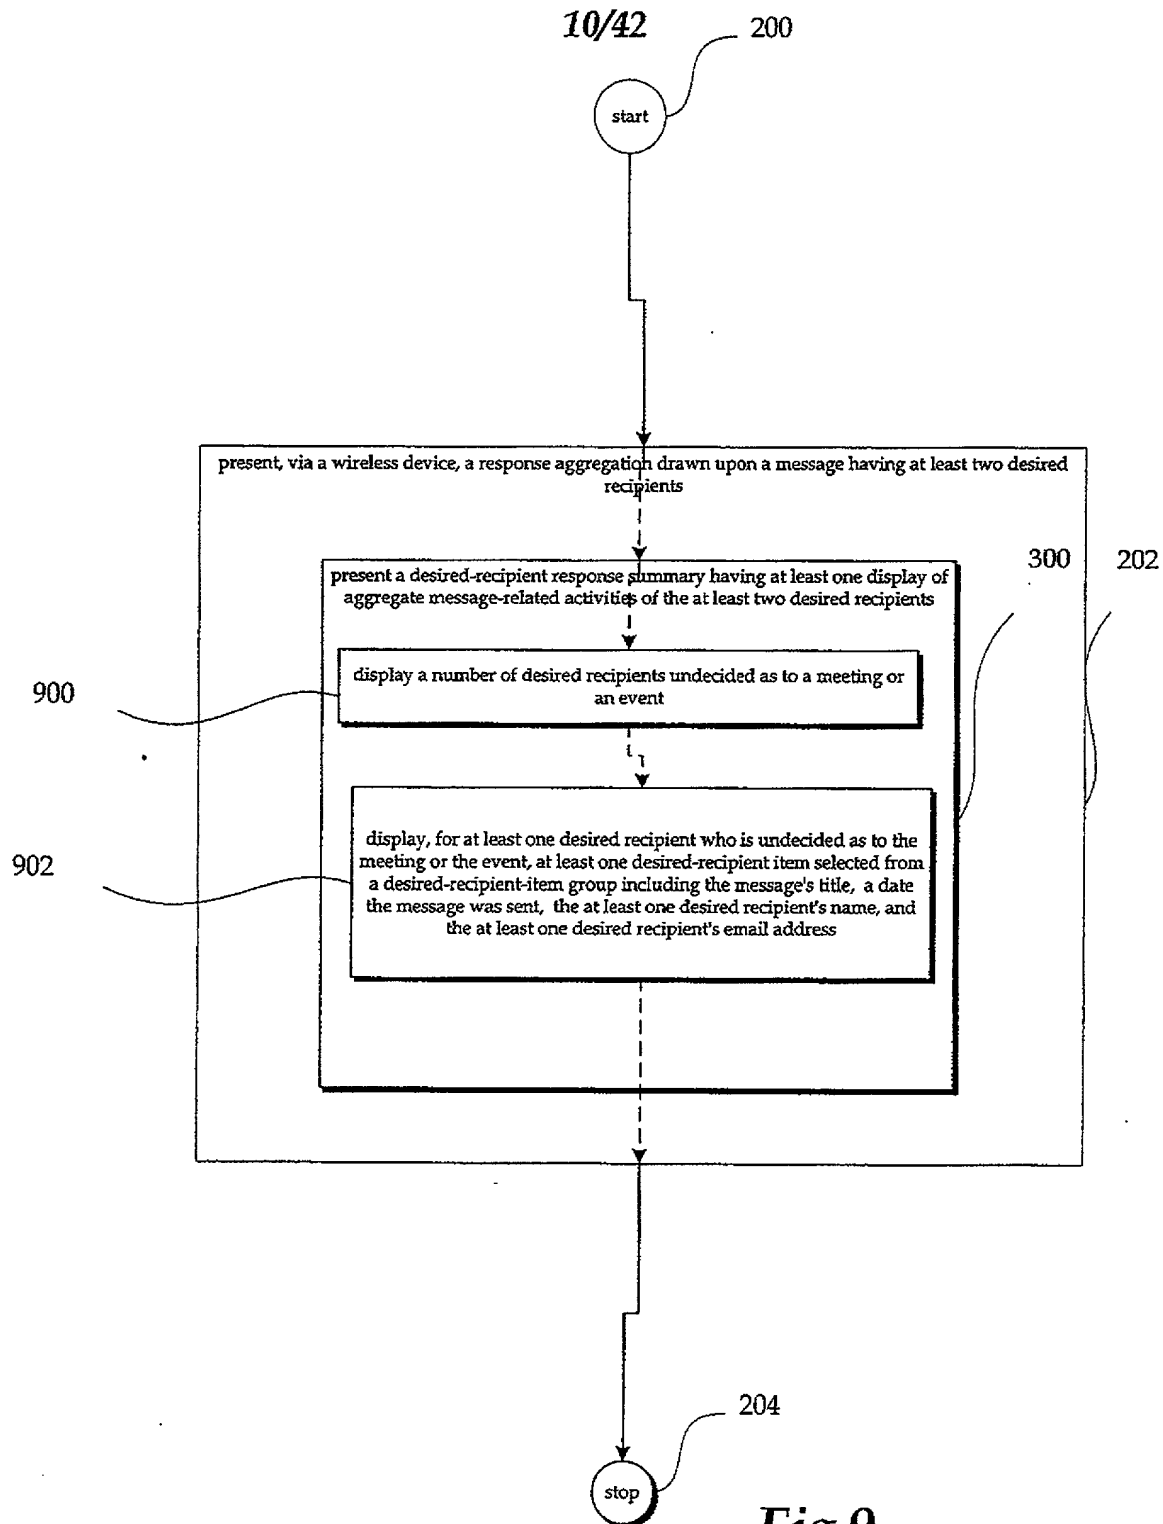 10/42
200
start
present, via a wireless device, a response aggregation drawn upon a message having at least two desired
recipients
300
202
present a desired-recipient response summary having at least one display of
aggregate message-related activities of the at least two desired recipients
900
display a number of desired recipients undecided as to a meeting or
an event
902
display, for at least one desired recipient who is undecided as to the
meeting or the event, at least one desired-recipient item selected from
a desired-recipient-item group including the message's title, a date
the message was sent, the at least one desired recipient's name, and
the at least one desired recipient's email address
204
stop
Fig 9